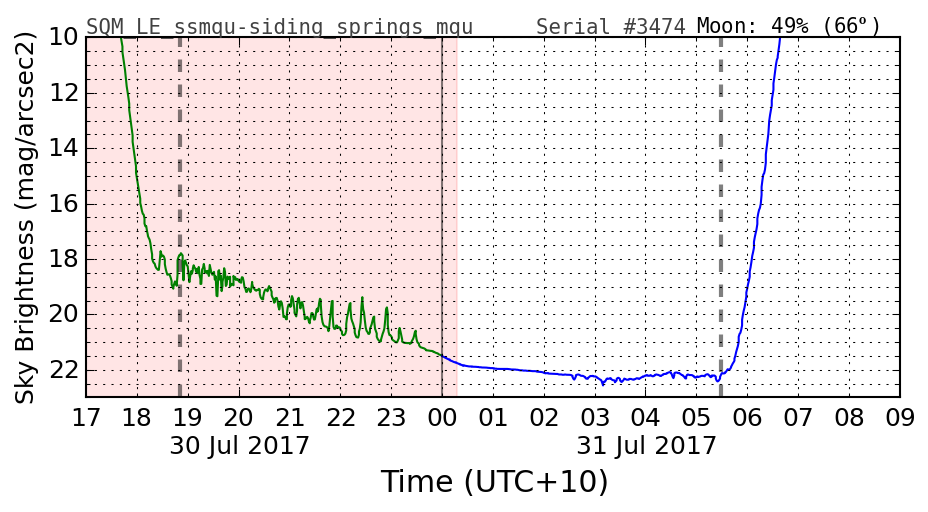 SQM_LE_ssmqu-siding_springs_mqu Serial #3474 Moon: 49% (66°)
Sky Brightness (mag/arcsec2)
10
12
14
16
18
20
22
17 18 19 20 21 22 23 00 01 02 03 04 05 06 07 08 09
30 Jul 2017 31 Jul 2017
Time (UTC+10)